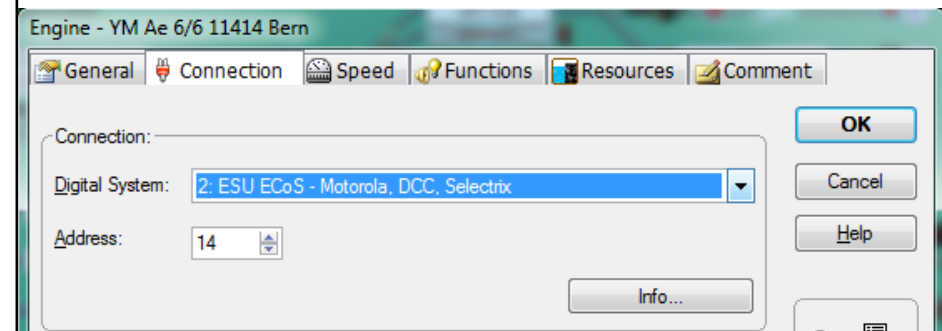 Engine - YM Ae 6/6 11414 Bern
General Connection Speed Functions Resources Comment
Connection:
OK
Digital System: 2: ESU ECoS - Motorola, DCC, Selectrix
Cancel
Address: 14
Help
Info...